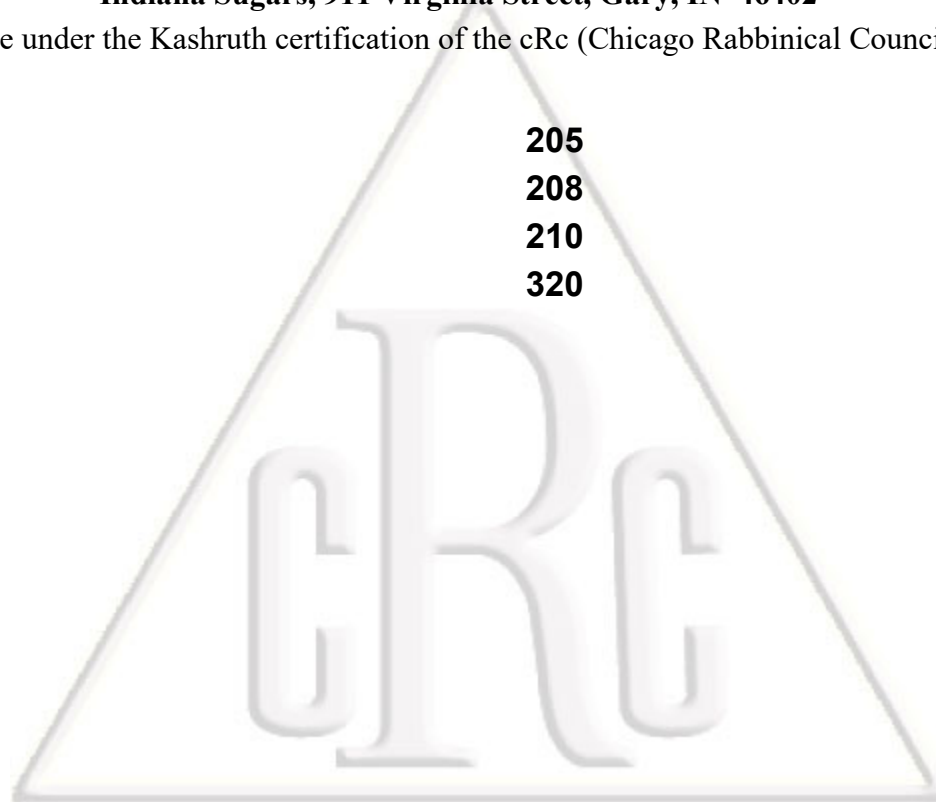 Indiana Sugars, 911 Virginia Street, Gary, IN 46402
e under the Kashruth certification of the cRc (Chicago Rabbinical Counci
205
208
210
320
cRc